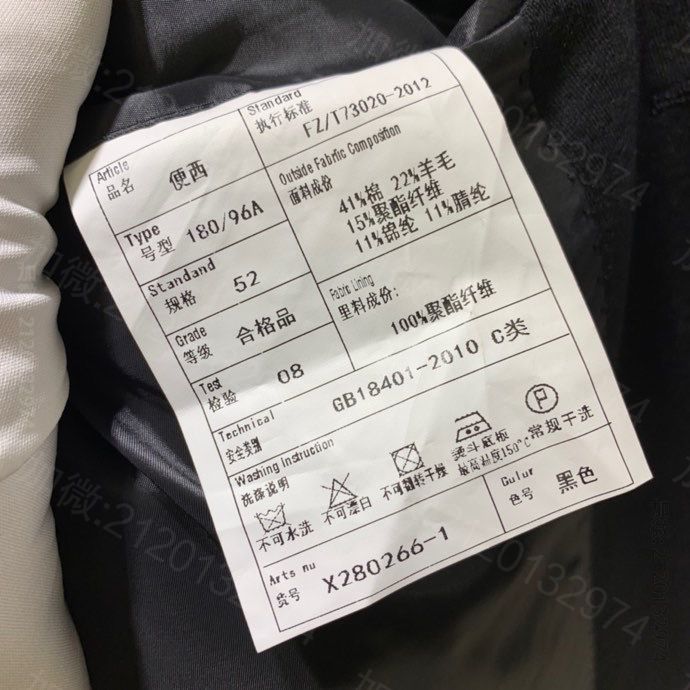 Article
品名
便西
Standard
执行标准
FZ/T73020-2012
Type
号型
180/96A
Outside Fabric Composition
面料成份
41%棉 22%羊毛
15%聚酯纤维
11%锦纶 11%腈纶
Standard
规格
52
Grade
等级
合格品
Fabric Lining
里料成份:
100%聚酯纤维
Test
检验
08
Technical
安全类别
GB18401-2010 C类
Washing Instruction
洗涤说明
不可水洗
不可漂白
不可翻转干燥
熨斗底板
最高温度150°C
P
常规干洗
Arts nu
货号
X280266-1
Gulur
色号
黑色
加微:2120132974